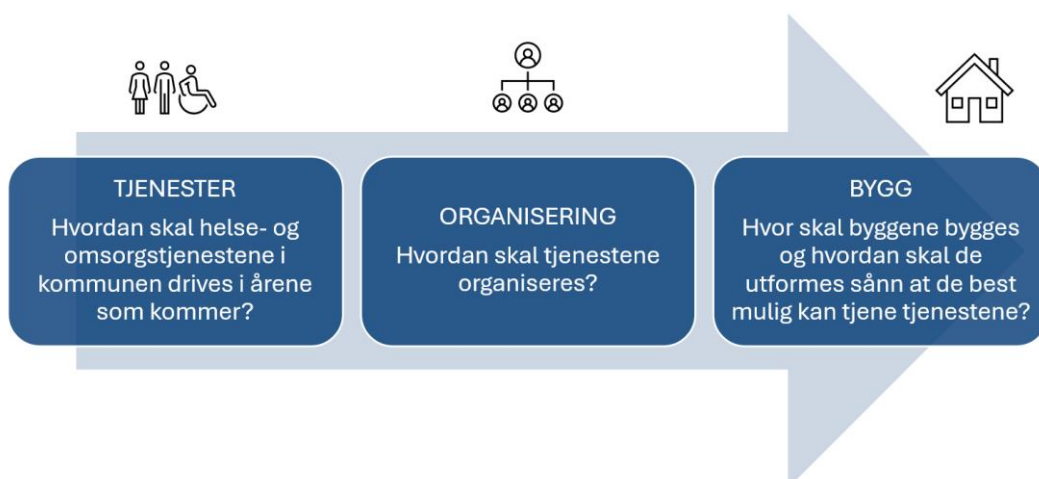 TJENESTER
Hvordan skal helse- og
omsorgstjenestene i
kommunen drives i årene
som kommer?
ORGANISERING
Hvordan skal tjenestene
organiseres?
BYGG
Hvor skal byggene bygges
og hvordan skal de
utformes sånn at de best
mulig kan tjene tjenestene?